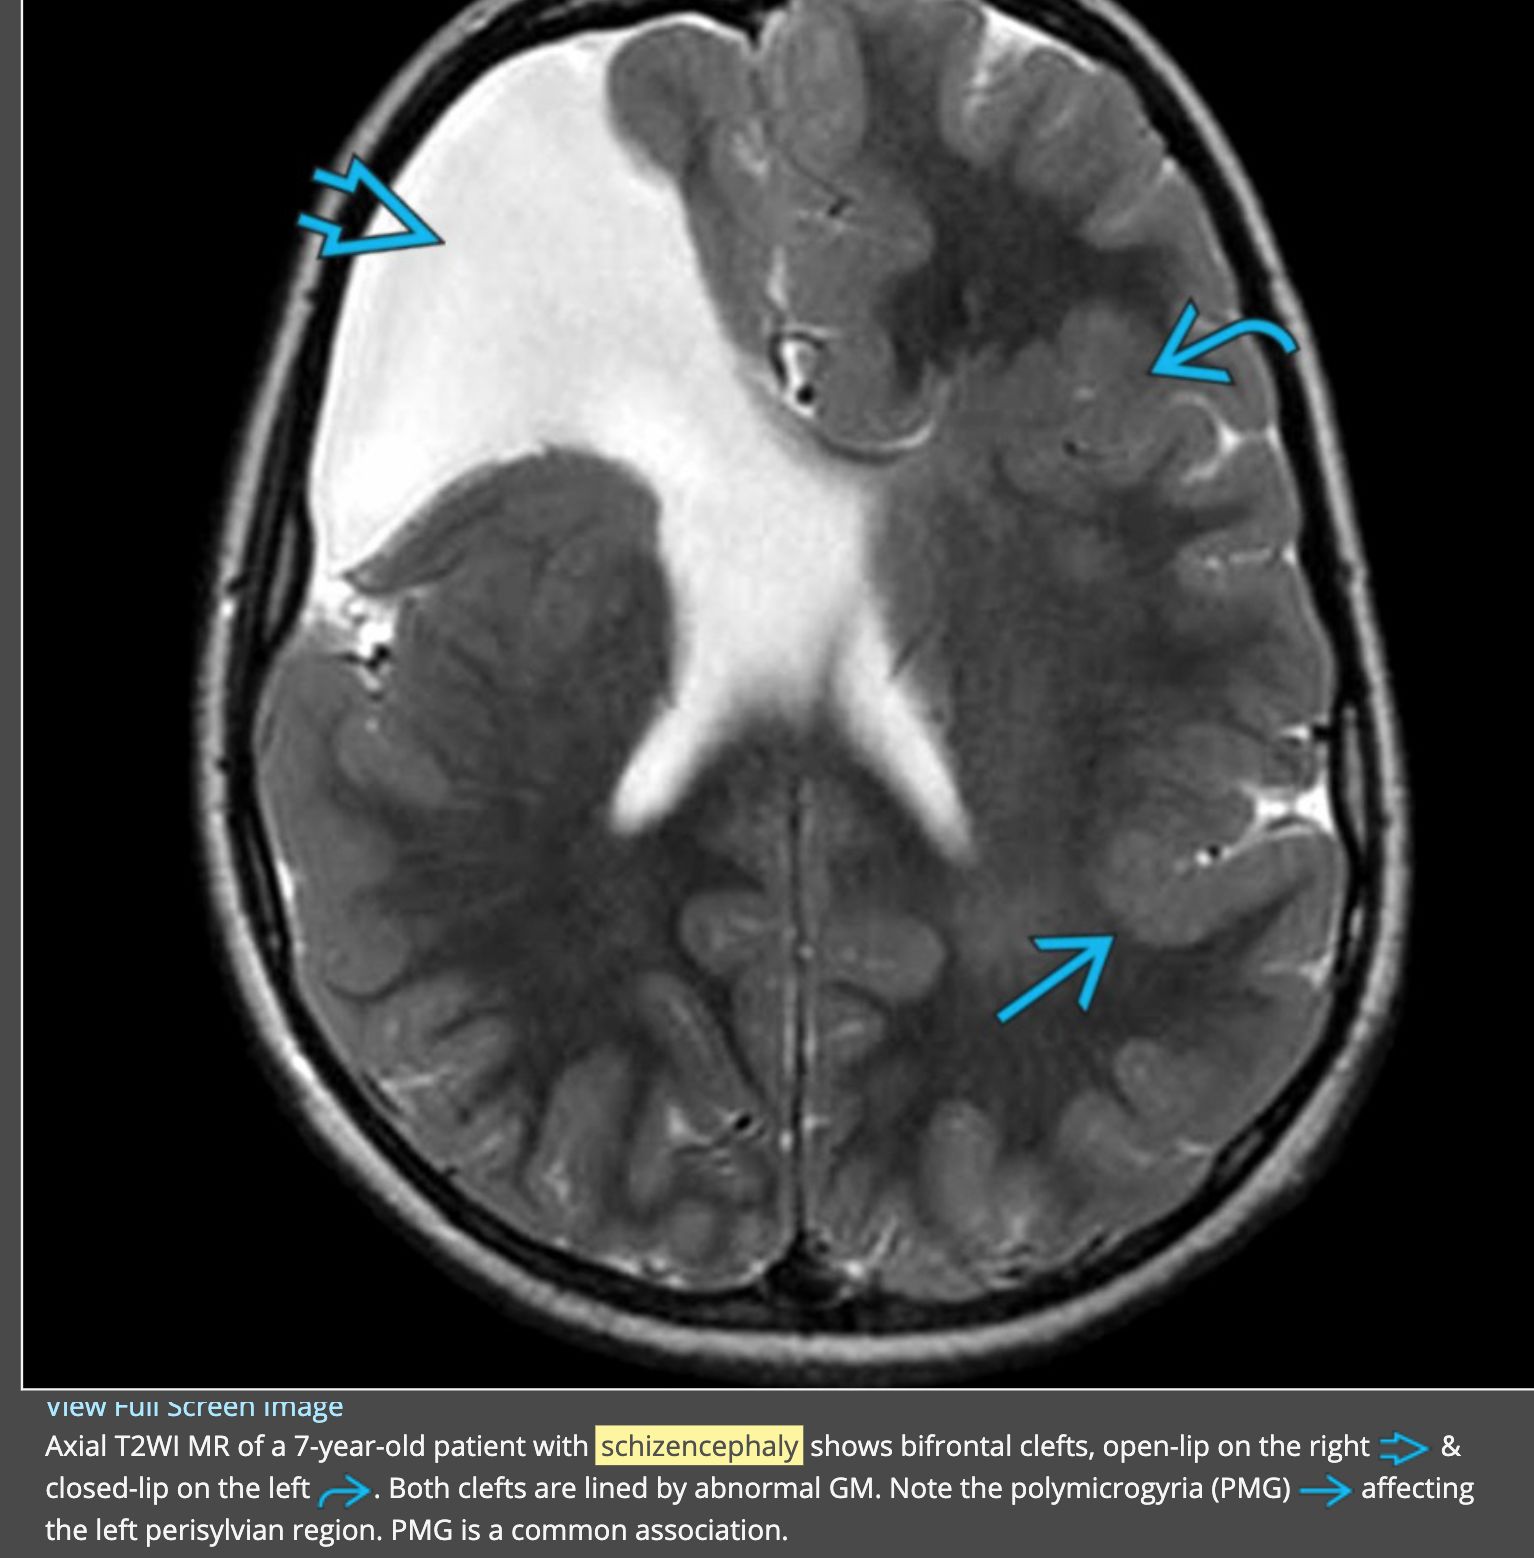 View Full Screen Image
Axial T2WI MR of a 7-year-old patient with schizencephaly shows bifrontal clefts, open-lip on the right &
closed-lip on the left . Both clefts are lined by abnormal GM. Note the polymicrogyria (PMG) affecting
the left perisylvian region. PMG is a common association.